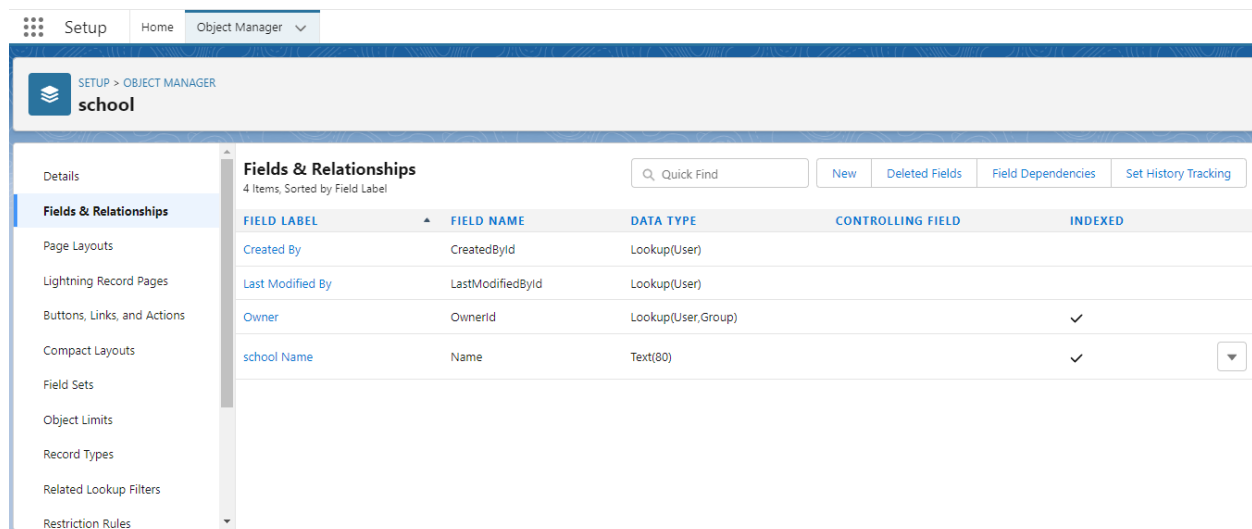 Setup Home Object Manager
SETUP > OBJECT MANAGER
school
Details
Fields & Relationships
Page Layouts
Lightning Record Pages
Buttons, Links, and Actions
Compact Layouts
Field Sets
Object Limits
Record Types
Related Lookup Filters
Restriction Rules
Fields & Relationships
4 Items, Sorted by Field Label
Quick Find New Deleted Fields Field Dependencies Set History Tracking
FIELD LABEL FIELD NAME DATA TYPE CONTROLLING FIELD INDEXED
Created By CreatedById Lookup(User)
Last Modified By LastModifiedById Lookup(User)
Owner OwnerId Lookup(User,Group)
school Name Name Text(80)